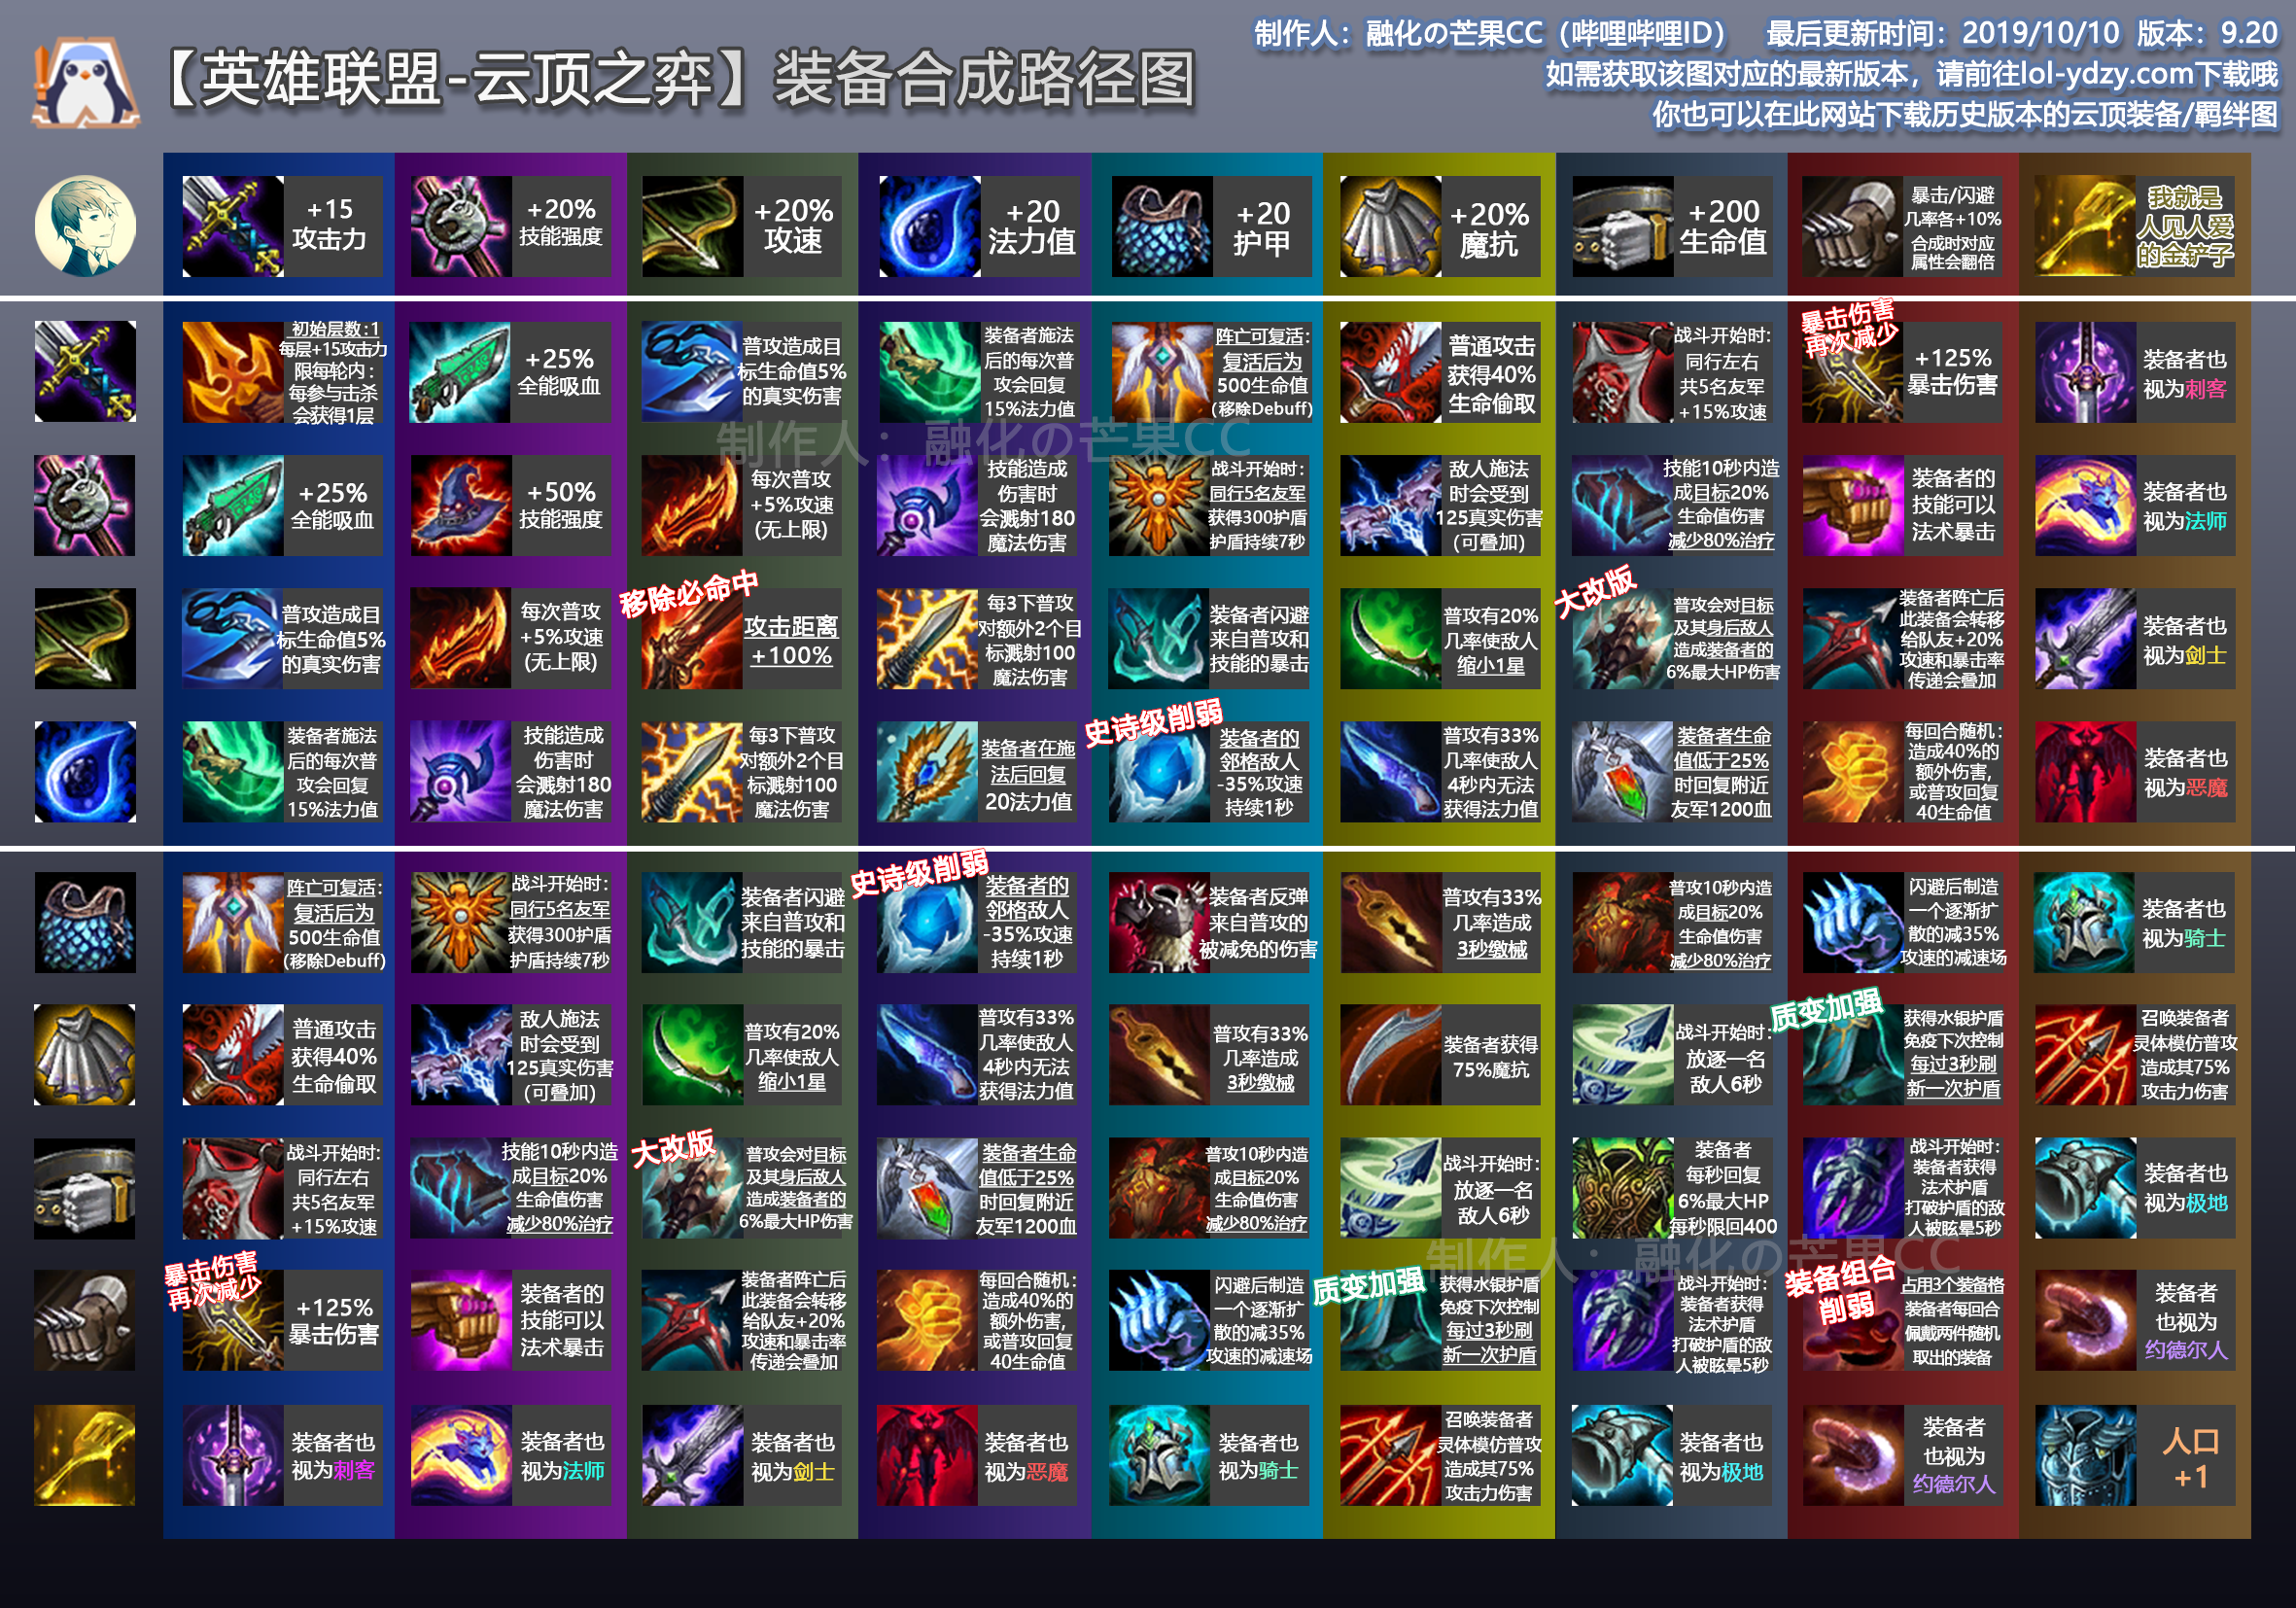 【英雄联盟-云顶之弈】装备合成路径图
制作人：融化の芒果CC（哔哩哔哩ID） 最后更新时间：2019/10/10 版本：9.20
如需获取该图对应的最新版本，请前往lol-ydzy.com下载哦
你也可以在此网站下载历史版本的云顶装备/羁绊图
+15
攻击力
+20%
技能强度
+20%
攻速
+20
法力值
+20
护甲
+20%
魔抗
+200
生命值
暴击/闪避
几率各+10%
合成时对应
属性会翻倍
我就是
人见人爱
的金铲子
初始层数:1
每层+15攻击力
限每轮内：
每参与击杀
会获得1层
+25%
全能吸血
普攻造成目
标生命值5%
的真实伤害
装备者施法
后的每次普
攻会回复
15%法力值
阵亡可复活：
复活后为
500生命值
(移除Debuff)
普通攻击
获得40%
生命偷取
战斗开始时：
同行左右
共5名友军
+15%攻速
暴击伤害
再次减少
+125%
暴击伤害
装备者也
视为刺客
制作人：融化の芒果CC
+25%
全能吸血
+50%
技能强度
每次普攻
+5%攻速
(无上限)
技能造成
伤害时
会溅射180
魔法伤害
战斗开始时：
同行5名友军
获得300护盾
护盾持续7秒
敌人施法
时会受到
125真实伤害
(可叠加)
技能10秒内造
成目标20%
生命值伤害
减少80%治疗
装备者的
技能可以
法术暴击
装备者也
视为法师
普攻造成目
标生命值5%
的真实伤害
每次普攻
+5%攻速
(无上限)
移除必命中
攻击距离
+100%
每3下普攻
对额外2个目
标溅射100
魔法伤害
装备者闪避
来自普攻和
技能的暴击
普攻有20%
几率使敌人
缩小1星
大改版
普攻会对目标
及其身后敌人
造成装备者的
6%最大HP伤害
装备者阵亡后
此装备会转移
给队友+20%
攻速和暴击率
传递会叠加
装备者也
视为剑士
装备者施法
后的每次普
攻会回复
15%法力值
技能造成
伤害时
会溅射180
魔法伤害
每3下普攻
对额外2个目
标溅射100
魔法伤害
装备者在施
法后回复
20法力值
史诗级削弱
装备者的
邻格敌人
-35%攻速
持续1秒
普攻有33%
几率使敌人
4秒内无法
获得法力值
装备者生命
值低于25%
时回复附近
友军1200血
每回合随机：
造成40%的
额外伤害，
或普攻回复
40生命值
装备者也
视为恶魔
阵亡可复活：
复活后为
500生命值
(移除Debuff)
战斗开始时：
同行5名友军
获得300护盾
护盾持续7秒
装备者闪避
来自普攻和
技能的暴击
史诗级削弱
装备者的
邻格敌人
-35%攻速
持续1秒
装备者反弹
来自普攻的
被减免的伤害
普攻有33%
几率造成
3秒缴械
普攻10秒内造
成目标20%
生命值伤害
减少80%治疗
闪避后制造
一个逐渐扩
散的减35%
攻速的减速场
装备者也
视为骑士
普通攻击
获得40%
生命偷取
敌人施法
时会受到
125真实伤害
(可叠加)
普攻有20%
几率使敌人
缩小1星
普攻有33%
几率使敌人
4秒内无法
获得法力值
普攻有33%
几率造成
3秒缴械
装备者获得
75%魔抗
战斗开始时：
放逐一名
敌人6秒
质变加强
获得水银护盾
免疫下次控制
每过3秒刷
新一次护盾
召唤装备者
灵体模仿普攻
造成其75%
攻击力伤害
战斗开始时：
同行左右
共5名友军
+15%攻速
技能10秒内造
成目标20%
生命值伤害
减少80%治疗
大改版
普攻会对目标
及其身后敌人
造成装备者的
6%最大HP伤害
装备者生命
值低于25%
时回复附近
友军1200血
普攻10秒内造
成目标20%
生命值伤害
减少80%治疗
战斗开始时：
放逐一名
敌人6秒
装备者
每秒回复
6%最大HP
每秒限回400
战斗开始时：
装备者获得
法术护盾
打破护盾的敌
人被眩晕5秒
装备者也
视为极地
制作人：融化の芒果CC
暴击伤害
再次减少
+125%
暴击伤害
装备者的
技能可以
法术暴击
装备者阵亡后
此装备会转移
给队友+20%
攻速和暴击率
传递会叠加
每回合随机：
造成40%的
额外伤害，
或普攻回复
40生命值
闪避后制造
一个逐渐扩
散的减35%
攻速的减速场
质变加强
获得水银护盾
免疫下次控制
每过3秒刷
新一次护盾
战斗开始时：
装备者获得
法术护盾
打破护盾的敌
人被眩晕5秒
装备组合
削弱
占用3个装备格
装备者每回合
佩戴两件随机
取出的装备
装备者
也视为
约德尔人
装备者也
视为刺客
装备者也
视为法师
装备者也
视为剑士
装备者也
视为恶魔
装备者也
视为骑士
召唤装备者
灵体模仿普攻
造成其75%
攻击力伤害
装备者也
视为极地
装备者
也视为
约德尔人
人口
+1